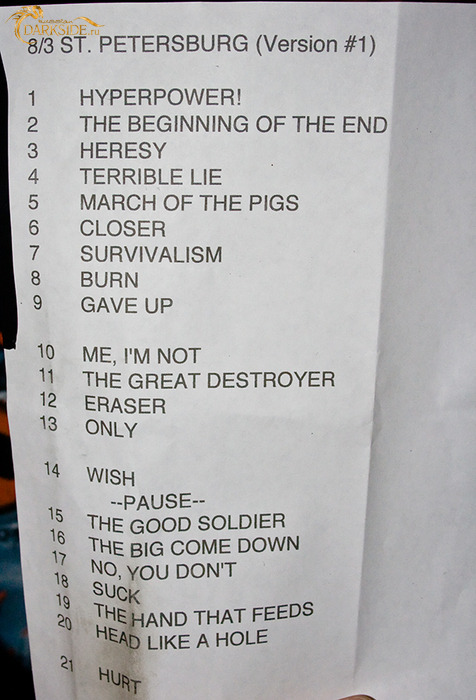 DARKSIDE.ru
8/3 ST. PETERSBURG (Version #1)
1 HYPERPOWER!
2 THE BEGINNING OF THE END
3 HERESY
4 TERRIBLE LIE
5 MARCH OF THE PIGS
6 CLOSER
7 SURVIVALISM
8 BURN
9 GAVE UP
10 ME, I'M NOT
11 THE GREAT DESTROYER
12 ERASER
13 ONLY
14 WISH
--PAUSE--
15 THE GOOD SOLDIER
16 THE BIG COME DOWN
17 NO, YOU DON'T
18 SUCK
19 THE HAND THAT FEEDS
20 HEAD LIKE A HOLE
21 HURT